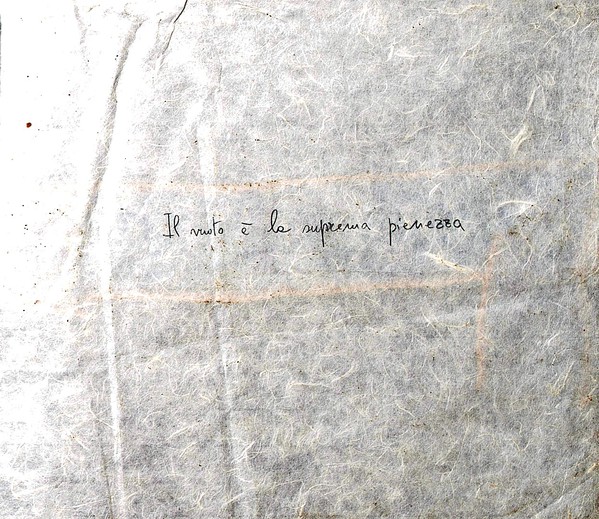 Il vuoto è la suprema pienezza